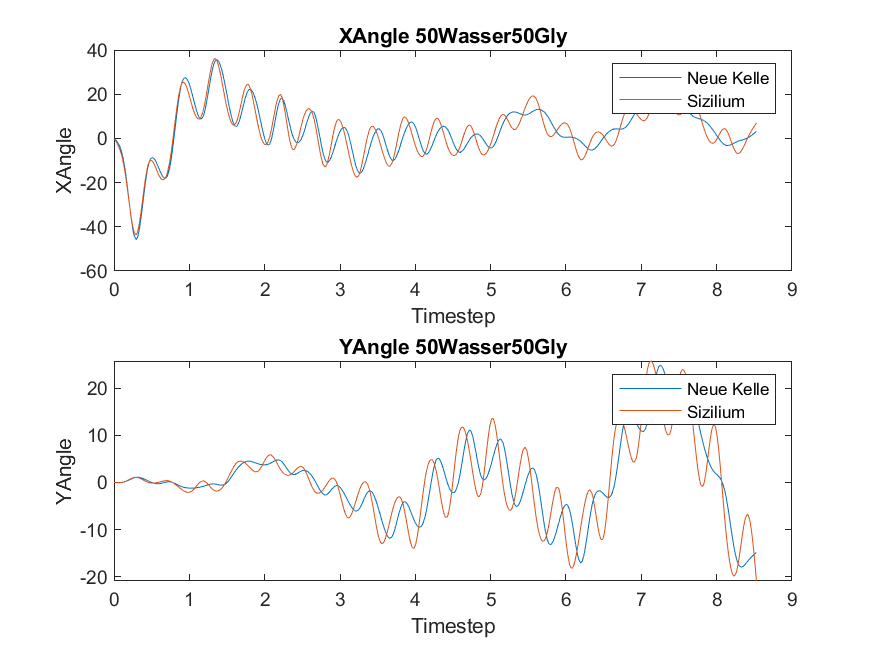 XAngle 50Wasser50Gly
40
20
0
-20
-40
-60
XAngle
Neue Kelle
Sizilium
0 1 2 3 4 5 6 7 8 9
Timestep
YAngle 50Wasser50Gly
20
10
0
-10
-20
YAngle
Neue Kelle
Sizilium
0 1 2 3 4 5 6 7 8 9
Timestep